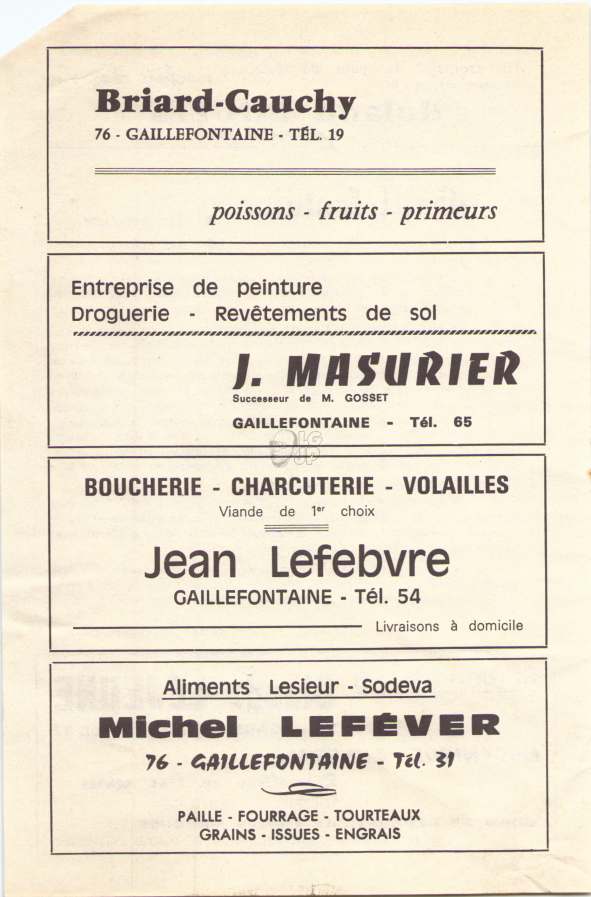 Briard-Cauchy
76 - GAILLEFONTAINE - TÉL. 19
poissons - fruits - primeurs
Entreprise de peinture
Droguerie - Revêtements de sol
J. MASURIER
Successeur de M. GOSSET
GAILLEFONTAINE - Tél. 65
BOUCHERIE - CHARCUTERIE - VOLAILLES
Viande de 1er choix
Jean Lefebvre
GAILLEFONTAINE - Tél. 54
Livraisons à domicile
Aliments Lesieur - Sodeva
Michel LEFÉVER
76 - GAILLEFONTAINE - Tél. 31
PAILLE - FOURRAGE - TOURTEAUX
GRAINS - ISSUES - ENGRAIS